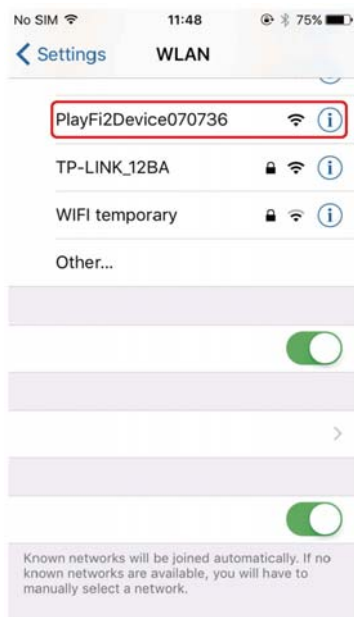 No SIM 11:48 75%
Settings WLAN
PlayFi2Device070736
TP-LINK_12BA
WIFI temporary
Other...
Known networks will be joined automatically. If no
known networks are available, you will have to
manually select a network.